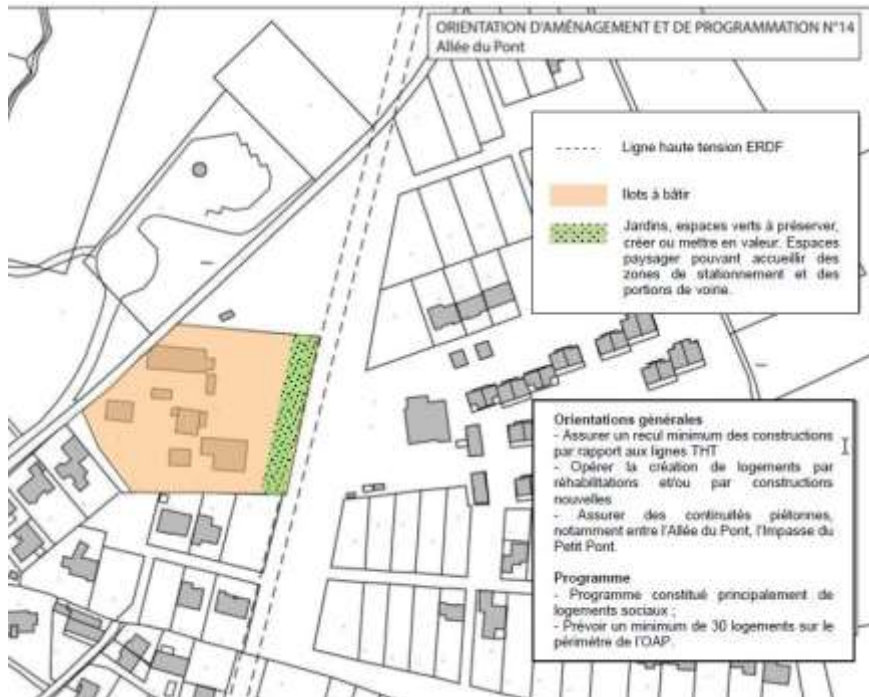 ORIENTATION D'AMÉNAGEMENT ET DE PROGRAMMATION N°14
Allée du Pont
Ligne haute tension ERDF
Ilots à bâtir
Jardins, espaces verts à préserver,
créer ou mettre en valeur. Espaces
paysager pouvant accueillir des
zones de stationnement et des
portions de voirie.
Orientations générales
- Assurer un recul minimum des constructions
par rapport aux lignes THT
- Opérer la création de logements par
réhabilitations et/ou par constructions
nouvelles
- Assurer des continuités piétonnes,
notamment entre l'Allée du Pont, l'Impasse du
Petit Pont.
Programme
- Programme constitué principalement de
logements sociaux ;
- Prévoir un minimum de 30 logements sur le
périmètre de l'OAP.